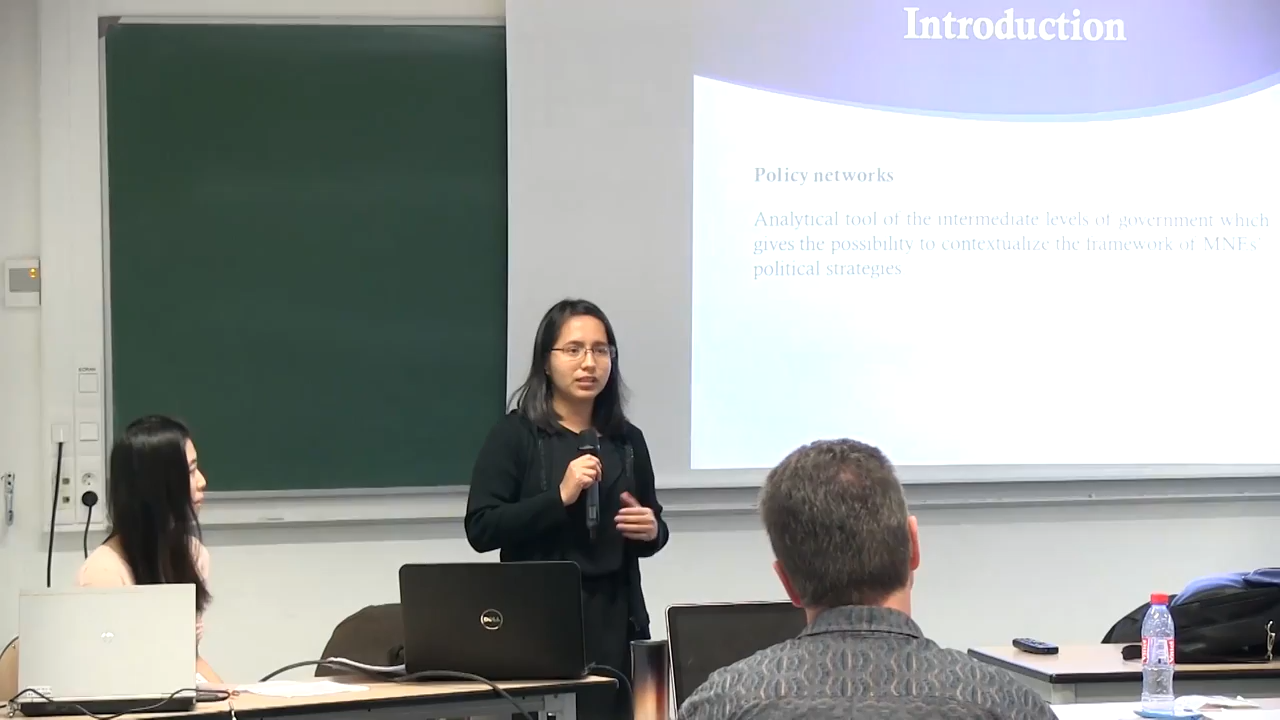 Introduction
Policy networks
Analytical tool of the intermediate levels of government which
gives the possibility to contextualize the framework of MNEs'
political strategies
DELL
hp